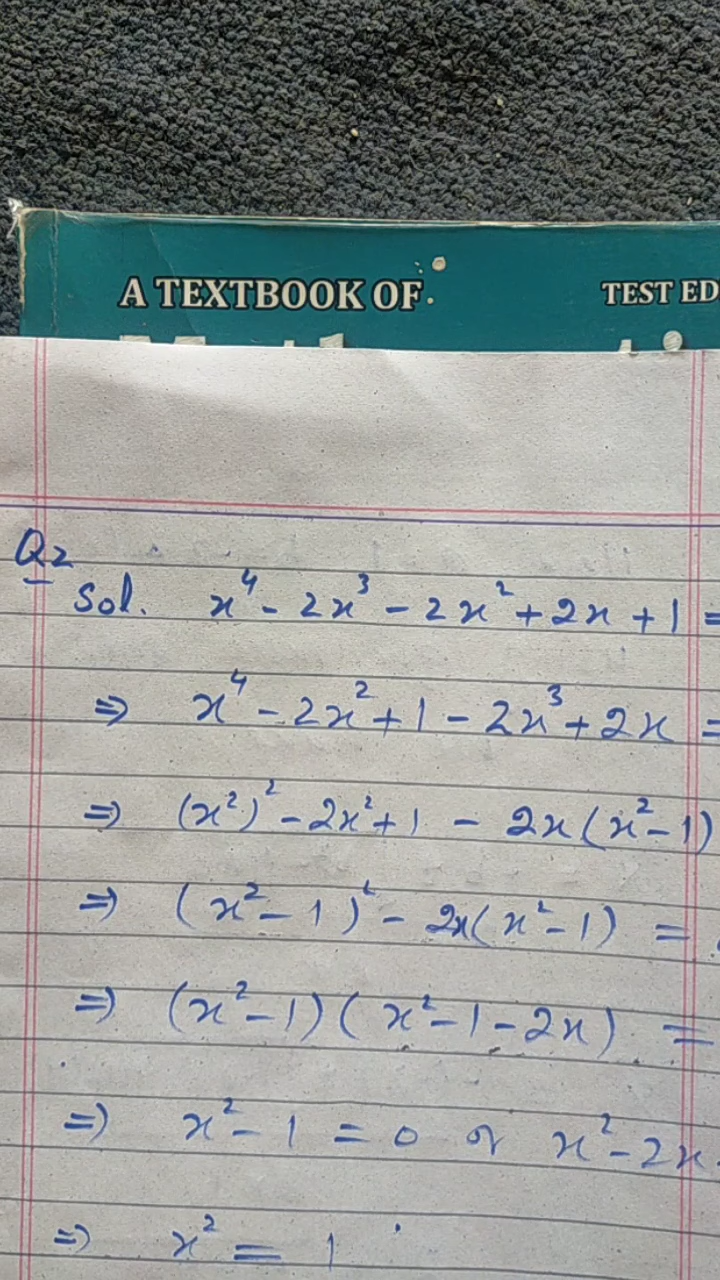 A TEXTBOOK OF
TEST ED
Q2
Sol. x⁴ - 2x³ - 2x² + 2x + 1 =
⇒ x⁴ - 2x² + 1 - 2x³ + 2x =
⇒ (x²)² - 2x² + 1 - 2x(x² - 1)
⇒ (x² - 1)² - 2x(x² - 1) =
⇒ (x² - 1)(x² - 1 - 2x) =
⇒ x² - 1 = 0 or x² - 2x
⇒ x² = 1